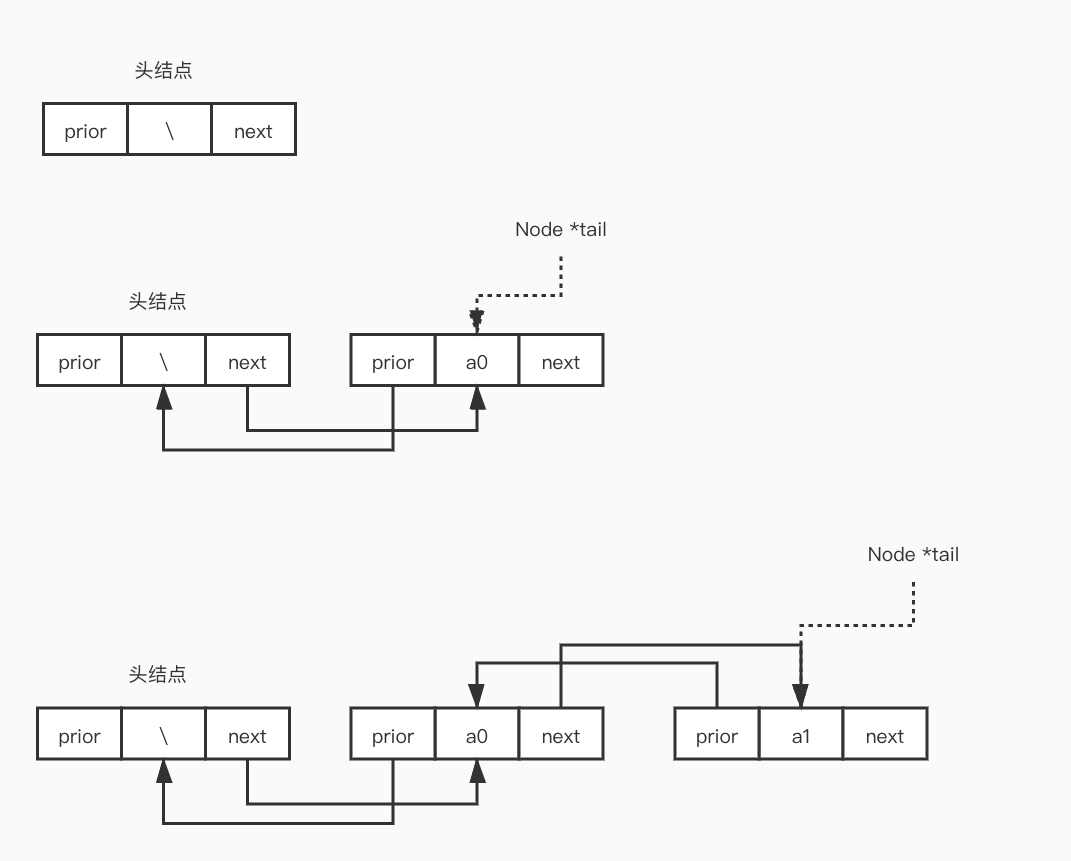 头结点
prior \ next
Node *tail
头结点
prior \ next prior a0 next
Node *tail
头结点
prior \ next prior a0 next prior a1 next